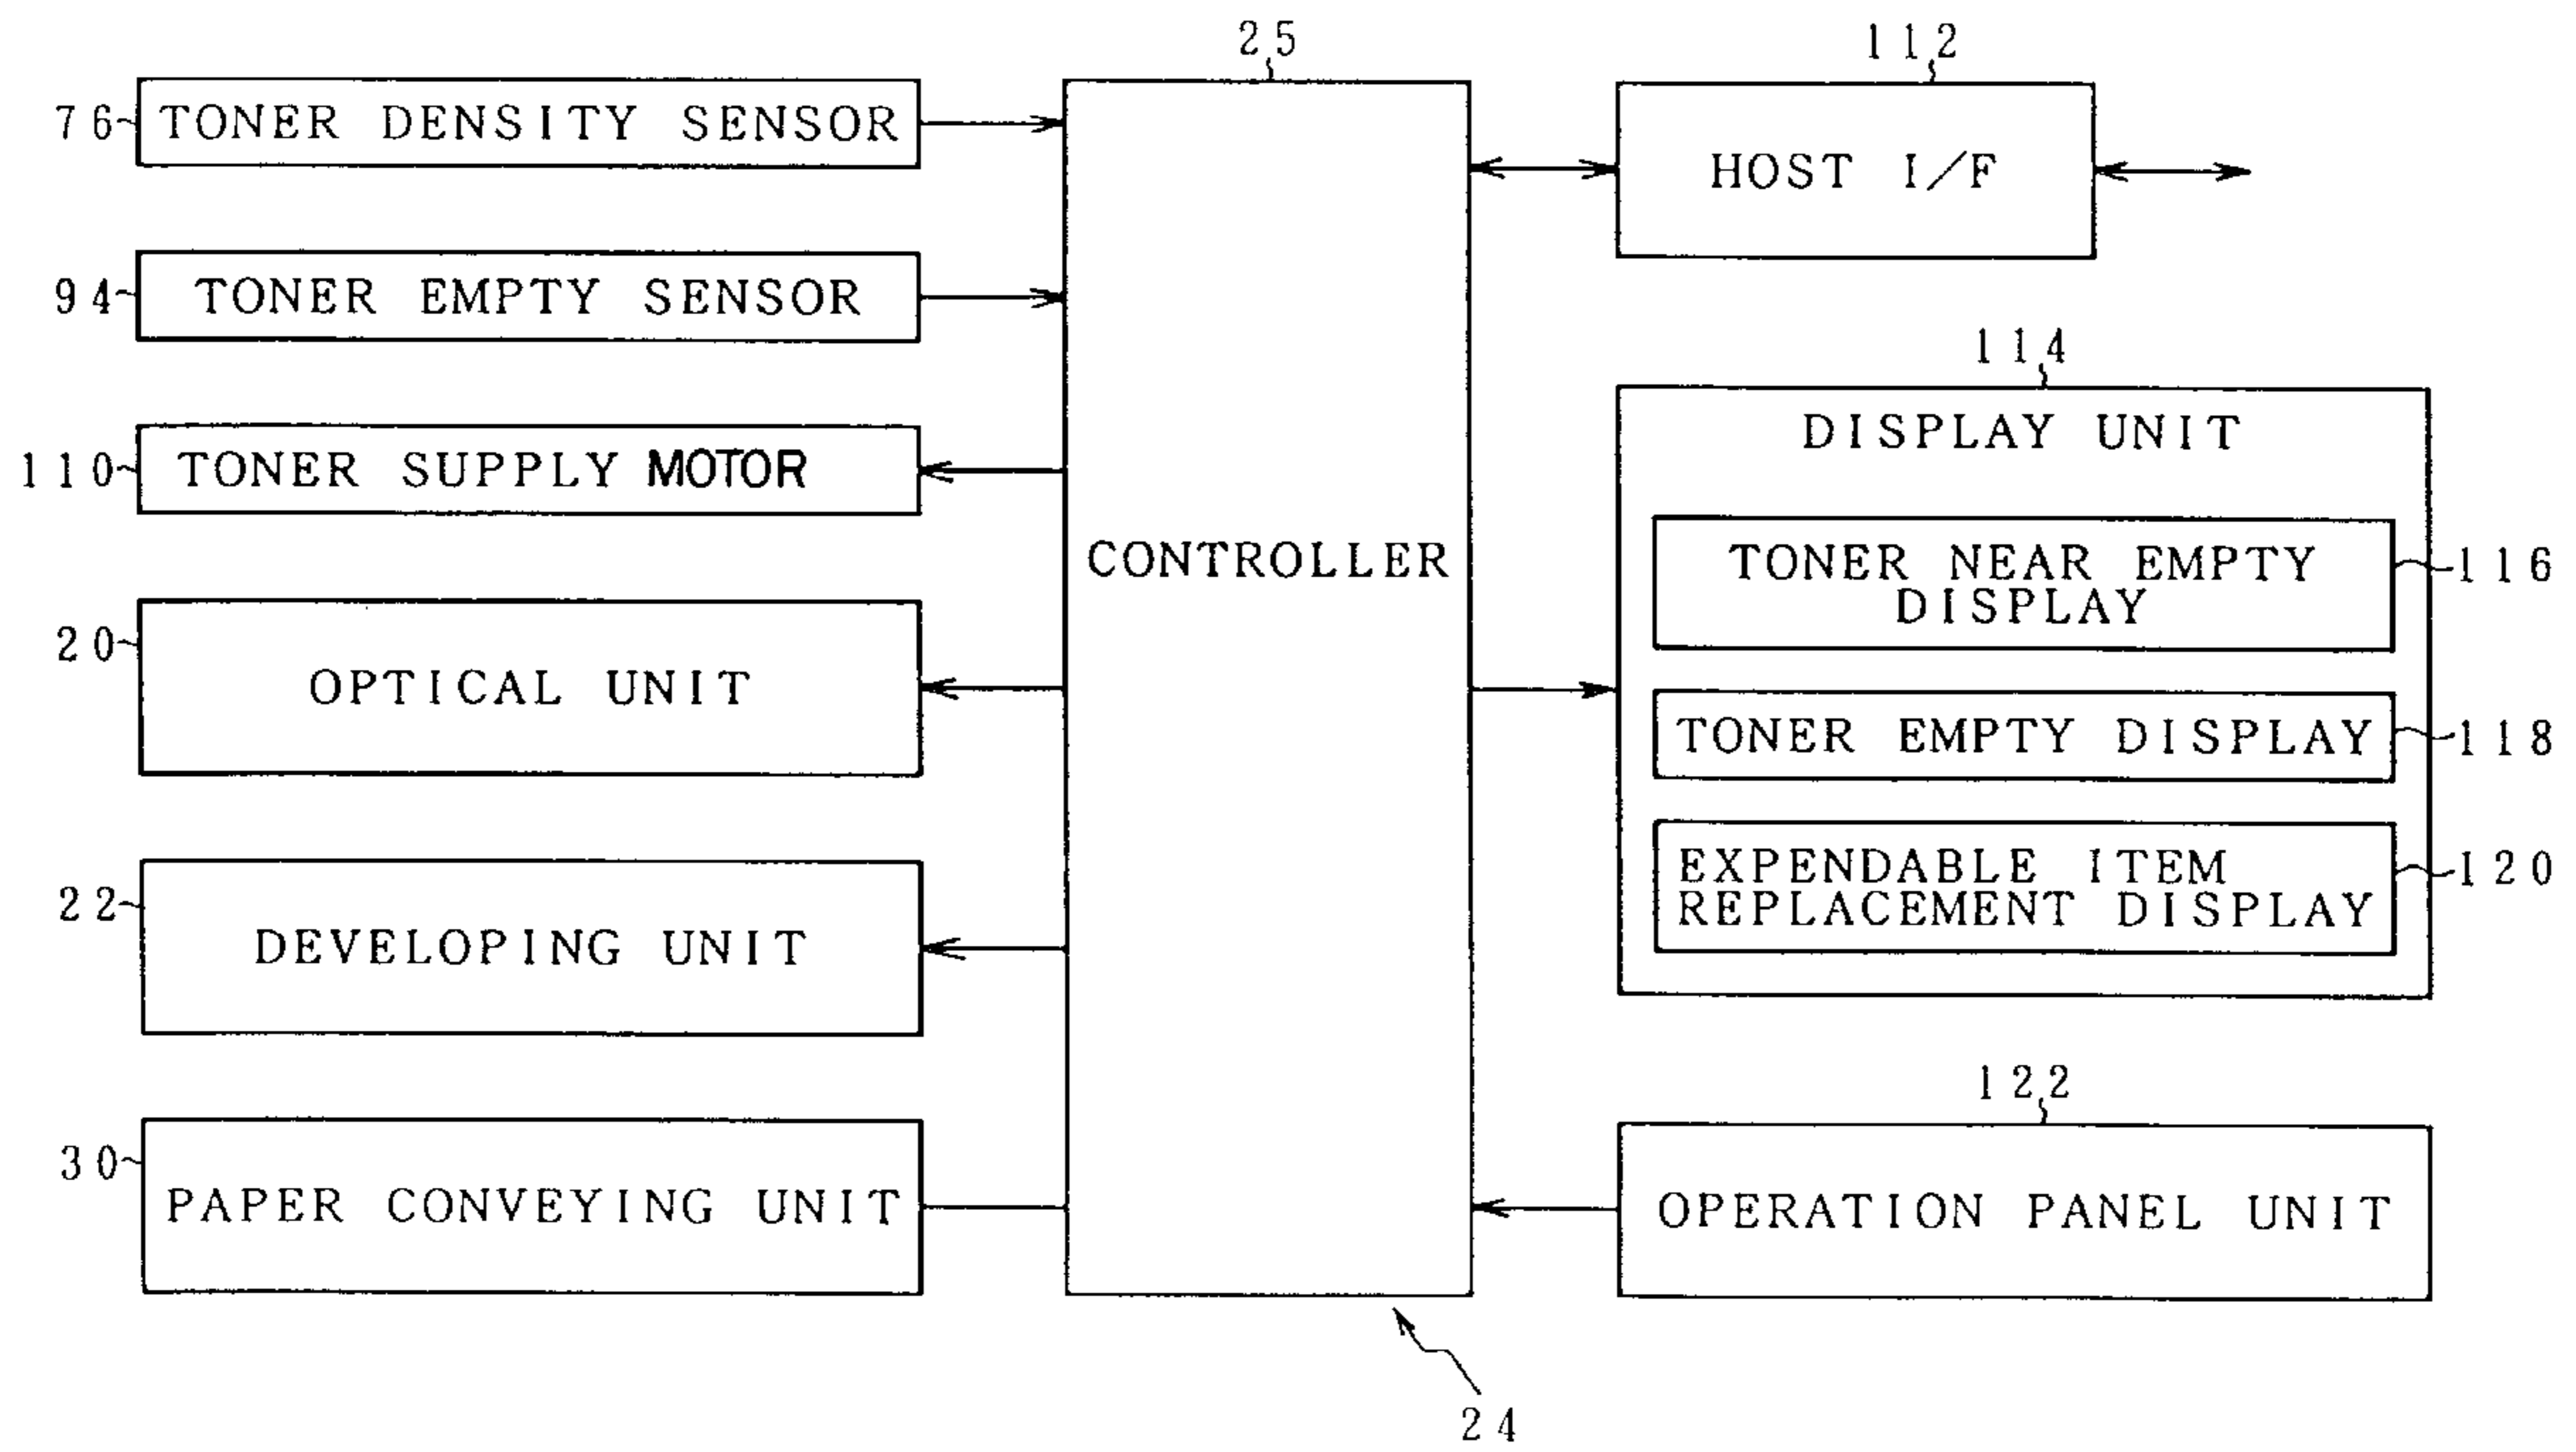 76
TONER DENSITY SENSOR
94
TONER EMPTY SENSOR
110
TONER SUPPLY MOTOR
20
OPTICAL UNIT
22
DEVELOPING UNIT
30
PAPER CONVEYING UNIT
25
CONTROLLER
24
112
HOST I/F
114
DISPLAY UNIT
TONER NEAR EMPTY
DISPLAY
116
TONER EMPTY DISPLAY
118
EXPENDABLE ITEM
REPLACEMENT DISPLAY
120
122
OPERATION PANEL UNIT